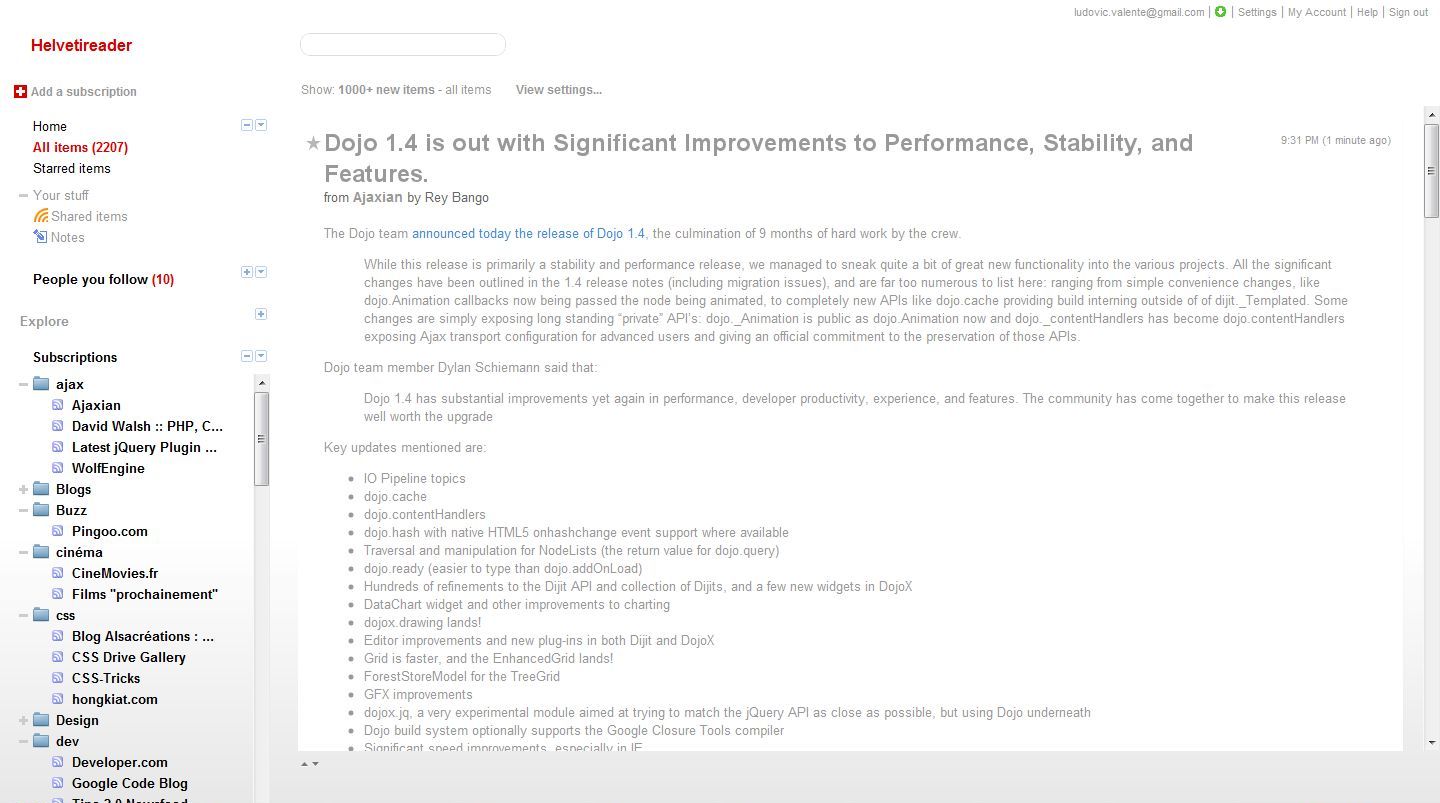 ludovic.valente@gmail.com | Settings | My Account | Help | Sign out
Helvetireader
Add a subscription
Home
All items (2207)
Starred items
Your stuff
Shared items
Notes
People you follow (10)
Explore
Subscriptions
ajax
Ajaxian
David Walsh :: PHP, C...
Latest jQuery Plugin ...
WolfEngine
Blogs
Buzz
Pingoo.com
cinéma
CineMovies.fr
Films "prochainement"
css
Blog Alsacréations : ...
CSS Drive Gallery
CSS-Tricks
hongkiat.com
Design
dev
Developer.com
Google Code Blog
Show: 1000+ new items - all items View settings...
Dojo 1.4 is out with Significant Improvements to Performance, Stability, and
Features.
9:31 PM (1 minute ago)
from Ajaxian by Rey Bango
The Dojo team announced today the release of Dojo 1.4, the culmination of 9 months of hard work by the crew.
While this release is primarily a stability and performance release, we managed to sneak quite a bit of great new functionality into the various projects. All the significant
changes have been outlined in the 1.4 release notes (including migration issues), and are far too numerous to list here: ranging from simple convenience changes, like
dojo.Animation callbacks now being passed the node being animated, to completely new APIs like dojo.cache providing build interning outside of of dijit._Templated. Some
changes are simply exposing long standing “private” API’s: dojo._Animation is public as dojo.Animation now and dojo._contentHandlers has become dojo.contentHandlers
exposing Ajax transport configuration for advanced users and giving an official commitment to the preservation of those APIs.
Dojo team member Dylan Schiemann said that:
Dojo 1.4 has substantial improvements yet again in performance, developer productivity, experience, and features. The community has come together to make this release
well worth the upgrade
Key updates mentioned are:
• IO Pipeline topics
• dojo.cache
• dojo.contentHandlers
• dojo.hash with native HTML5 onhashchange event support where available
• Traversal and manipulation for NodeLists (the return value for dojo.query)
• dojo.ready (easier to type than dojo.addOnLoad)
• Hundreds of refinements to the Dijit API and collection of Dijits, and a few new widgets in DojoX
• DataChart widget and other improvements to charting
• dojox.drawing lands!
• Editor improvements and new plug-ins in both Dijit and DojoX
• Grid is faster, and the EnhancedGrid lands!
• ForestStoreModel for the TreeGrid
• GFX improvements
• dojox.jq, a very experimental module aimed at trying to match the jQuery API as close as possible, but using Dojo underneath
• Dojo build system optionally supports the Google Closure Tools compiler
• Significant speed improvements, especially in IE